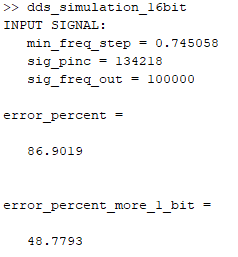 >> dds_simulation_16bit
INPUT SIGNAL:
min_freq_step = 0.745058
sig_pinc = 134218
sig_freq_out = 100000
error_percent =
86.9019
error_percent_more_1_bit =
48.7793